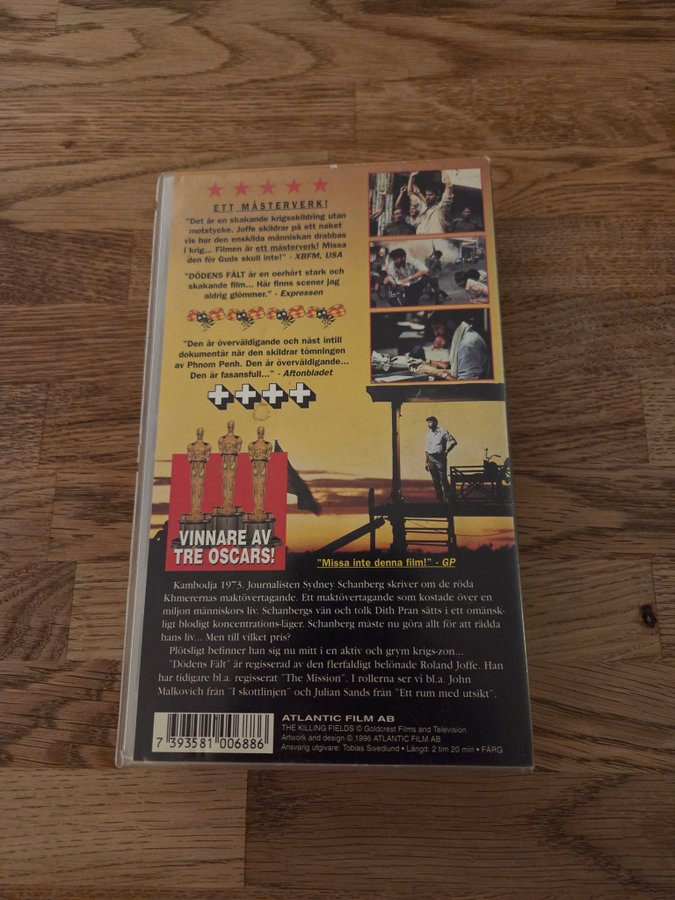 ETT MÄSTERVERK!
"Det är en skakande krigsskildring utan
motstycke. Joffe skildrar på ett naket
vis hur den enskilda människan drabbas
i krig... Filmen är ett mästerverk! Missa
den för Guds skull inte!" - XBFM, USA
"DÖDENS FÄLT är en oerhört stark och
skakande film... Här finns scener jag
aldrig glömmer." - Expressen
"Den är överväldigande och näst intill
dokumentär när den skildrar tömningen
av Phnom Penh. Den är överväldigande...
Den är fasansfull..." - Aftonbladet
VINNARE AV
TRE OSCARS!
"Missa inte denna film!" - GP
Kambodja 1973. Journalisten Sydney Schanberg skriver om de röda
Khmerernas maktövertagande. Ett maktövertagande som kostade över en
miljon människors liv. Schanbergs vän och tolk Dith Pran sätts i ett omänsk-
ligt blodigt koncentrations-läger. Schanberg måste nu göra allt för att rädda
hans liv... Men till vilket pris?
Plötsligt befinner han sig nu mitt i en aktiv och grym krigs-zon...
"Dödens Fält" är regisserad av den flerfaldigt belönade Roland Joffe. Han
har tidigare bl.a. regisserat "The Mission". I rollerna ser vi bl.a. John
Malkovich från "I skottlinjen" och Julian Sands från "Ett rum med utsikt".
7 393581 006886
ATLANTIC FILM AB
THE KILLING FIELDS © Goldcrest Films and Television
Artwork and design © 1996 ATLANTIC FILM AB
Ansvarig utgivare: Tobias Swedlund • Längd: 2 tim 20 min • FÄRG